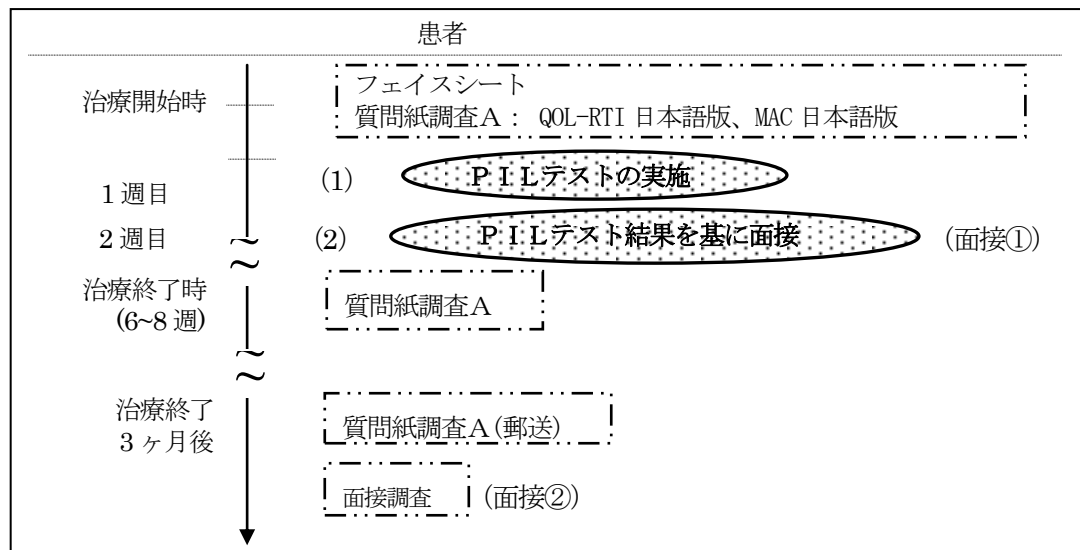 患者
治療開始時
フェイスシート
質問紙調査A： QOL-RTI 日本語版、MAC 日本語版
1週目
(1)
PILテストの実施
2週目
(2)
PILテスト結果を基に面接
(面接①)
治療終了時
(6~8 週)
質問紙調査A
治療終了
3ヶ月後
質問紙調査A(郵送)
面接調査
(面接②)